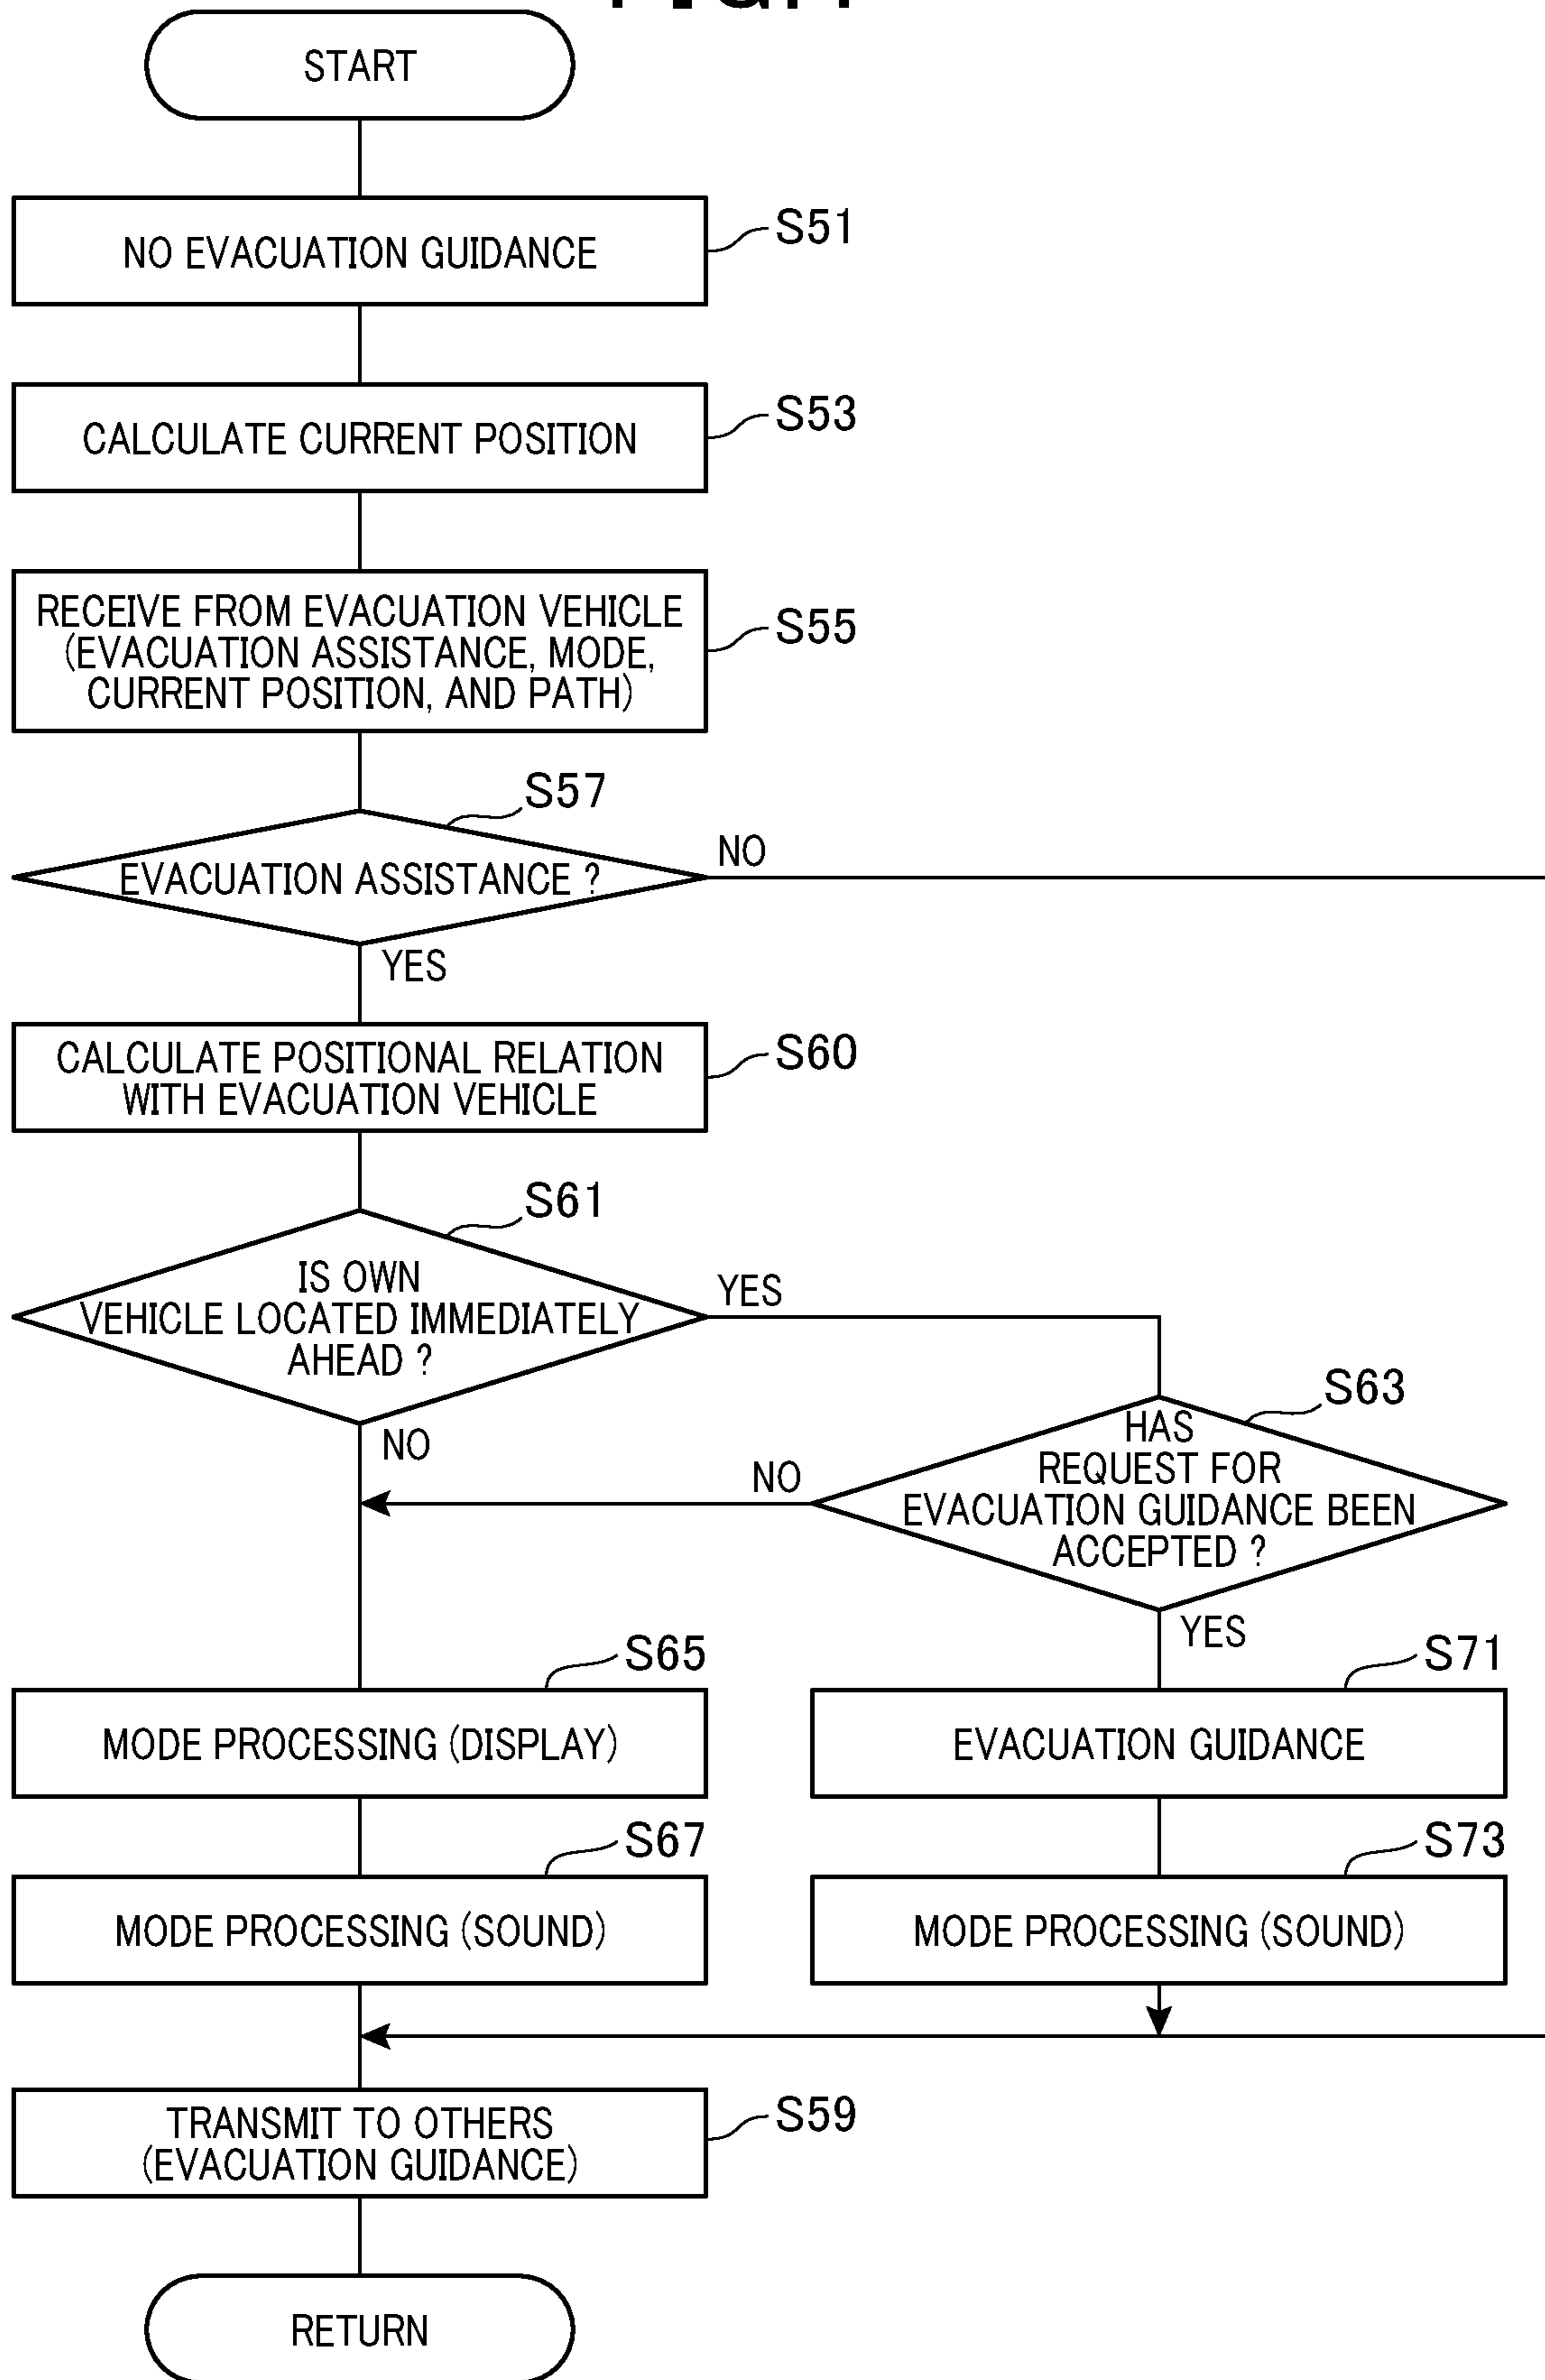 START
NO EVACUATION GUIDANCE
S51
CALCULATE CURRENT POSITION
S53
RECEIVE FROM EVACUATION VEHICLE
(EVACUATION ASSISTANCE, MODE,
CURRENT POSITION, AND PATH)
S55
S57
EVACUATION ASSISTANCE ?
NO
YES
CALCULATE POSITIONAL RELATION
WITH EVACUATION VEHICLE
S60
S61
IS OWN
VEHICLE LOCATED IMMEDIATELY
AHEAD ?
YES
NO
S63
HAS
REQUEST FOR
EVACUATION GUIDANCE BEEN
ACCEPTED ?
NO
YES
S65
MODE PROCESSING (DISPLAY)
S71
EVACUATION GUIDANCE
S67
MODE PROCESSING (SOUND)
S73
MODE PROCESSING (SOUND)
TRANSMIT TO OTHERS
(EVACUATION GUIDANCE)
S59
RETURN